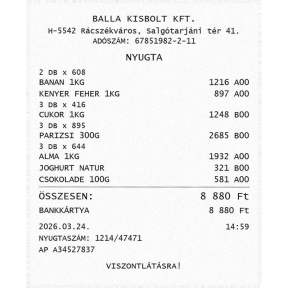 BALLA KISBOLT KFT.
H-5542 Rácszékváros, Salgótarjáni tér 41.
ADÓSZÁM: 67851982-2-11
NYUGTA
2 DB x 608
BANAN 1KG 1216 A00
KENYER FEHER 1KG 897 A00
3 DB x 416
CUKOR 1KG 1248 B00
3 DB x 895
PARIZSI 300G 2685 B00
3 DB x 644
ALMA 1KG 1932 A00
JOGHURT NATUR 321 B00
CSOKOLADE 100G 581 A00
ÖSSZESEN: 8 880 Ft
BANKKÁRTYA 8 880 Ft
2026.03.24. 14:59
NYUGTASZÁM: 1214/47471
AP A34527837
VISZONTLÁTÁSRA!